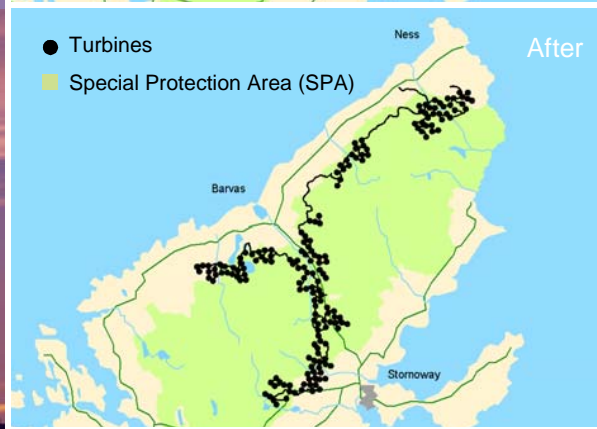 Turbines
Special Protection Area (SPA)
Ness
After
Barvas
Stornoway